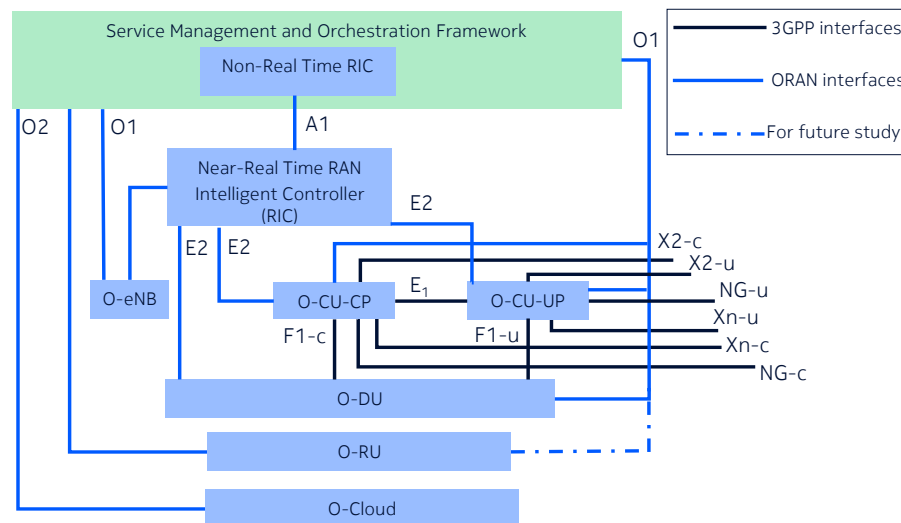 Service Management and Orchestration Framework
O1
Non-Real Time RIC
3GPP interfaces
ORAN interfaces
For future study
O2
O1
A1
Near-Real Time RAN
Intelligent Controller
(RIC)
E2
E2
E2
X2-c
X2-u
NG-u
Xn-u
Xn-c
NG-c
O-eNB
O-CU-CP
E1
O-CU-UP
F1-c
F1-u
O-DU
O-RU
O-Cloud